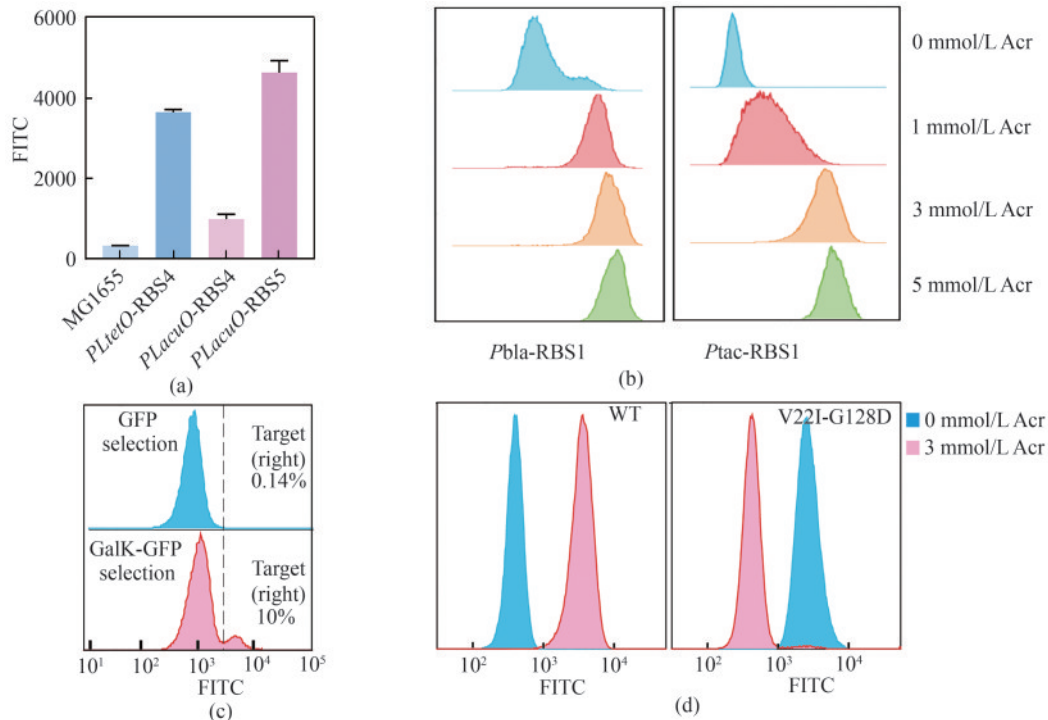 6000
4000
2000
0
FITC
MG1655
PLtetO-RBS4
PLacuO-RBS4
PLacuO-RBS5
(a)
0 mmol/L Acr
1 mmol/L Acr
3 mmol/L Acr
5 mmol/L Acr
Pbla-RBS1
Ptac-RBS1
(b)
GFP
selection
Target
(right)
0.14%
GalK-GFP
selection
Target
(right)
10%
10¹ 10² 10³ 10⁴ 10⁵
FITC
(c)
WT
V22I-G128D
0 mmol/L Acr
3 mmol/L Acr
10² 10³ 10⁴
FITC
10² 10³ 10⁴
FITC
(d)